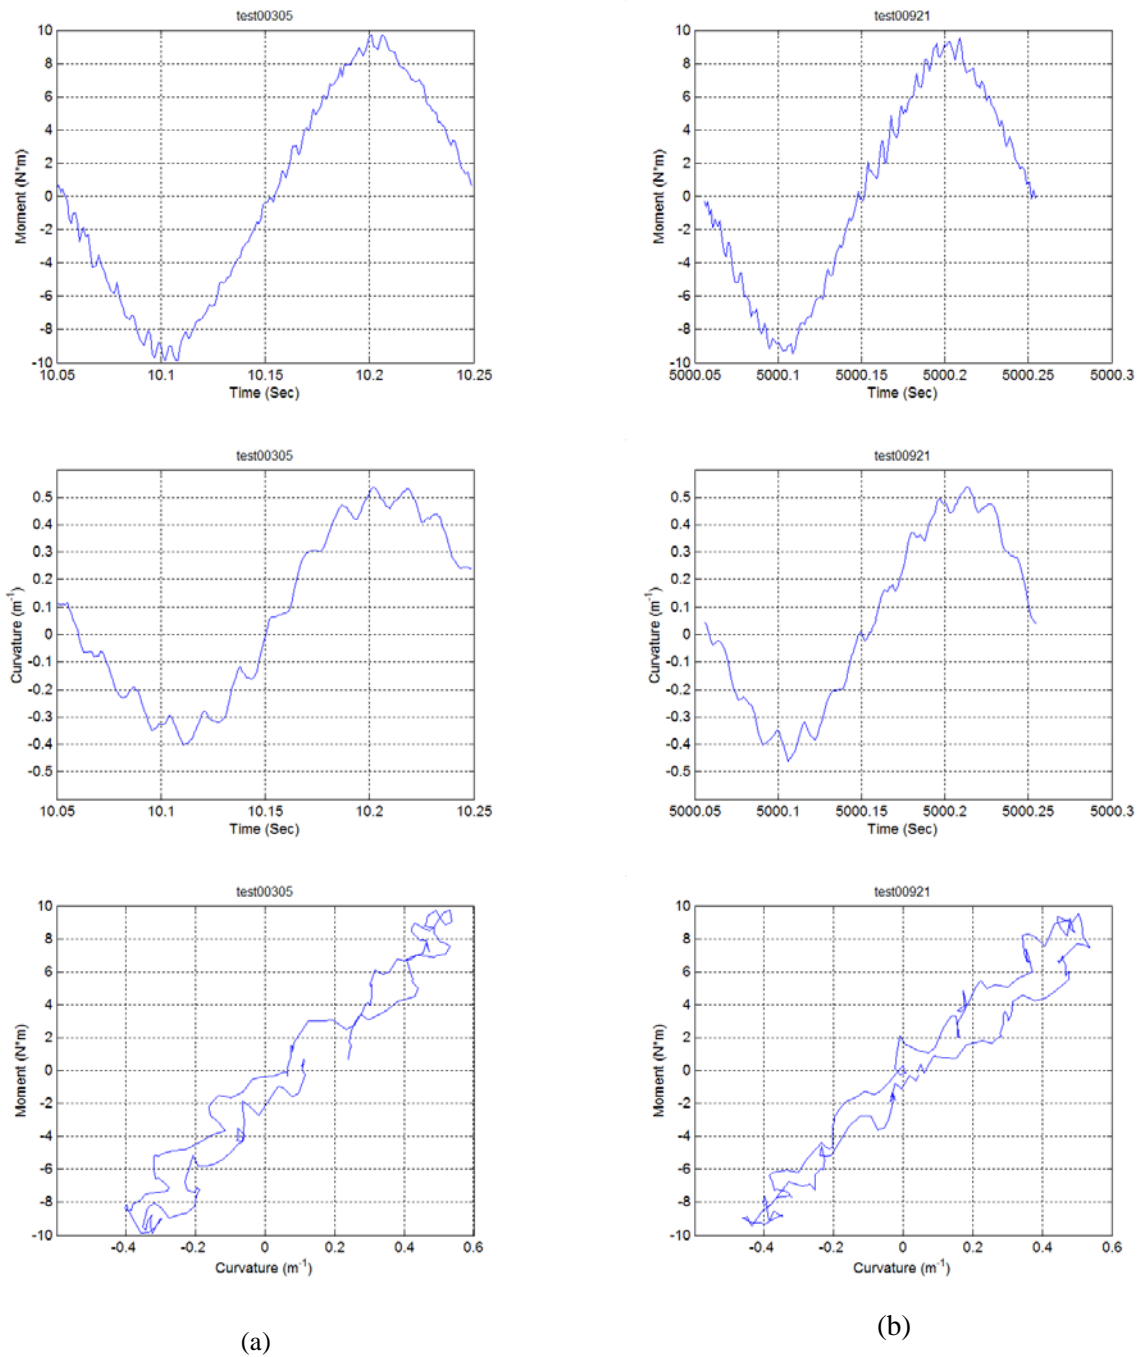 test00305
10
8
6
4
2
0
-2
-4
-6
-8
-10
Moment (N*m)
10.05 10.1 10.15 10.2 10.25
Time (Sec)
test00921
10
8
6
4
2
0
-2
-4
-6
-8
-10
Moment (N*m)
5000.05 5000.1 5000.15 5000.2 5000.25 5000.3
Time (Sec)
test00305
0.5
0.4
0.3
0.2
0.1
0
-0.1
-0.2
-0.3
-0.4
-0.5
Curvature (m⁻¹)
10.05 10.1 10.15 10.2 10.25
Time (Sec)
test00921
0.5
0.4
0.3
0.2
0.1
0
-0.1
-0.2
-0.3
-0.4
-0.5
Curvature (m⁻¹)
5000.05 5000.1 5000.15 5000.2 5000.25 5000.3
Time (Sec)
test00305
10
8
6
4
2
0
-2
-4
-6
-8
-10
Moment (N*m)
-0.4 -0.2 0 0.2 0.4 0.6
Curvature (m⁻¹)
test00921
10
8
6
4
2
0
-2
-4
-6
-8
-10
Moment (N*m)
-0.4 -0.2 0 0.2 0.4 0.6
Curvature (m⁻¹)
(a)
(b)